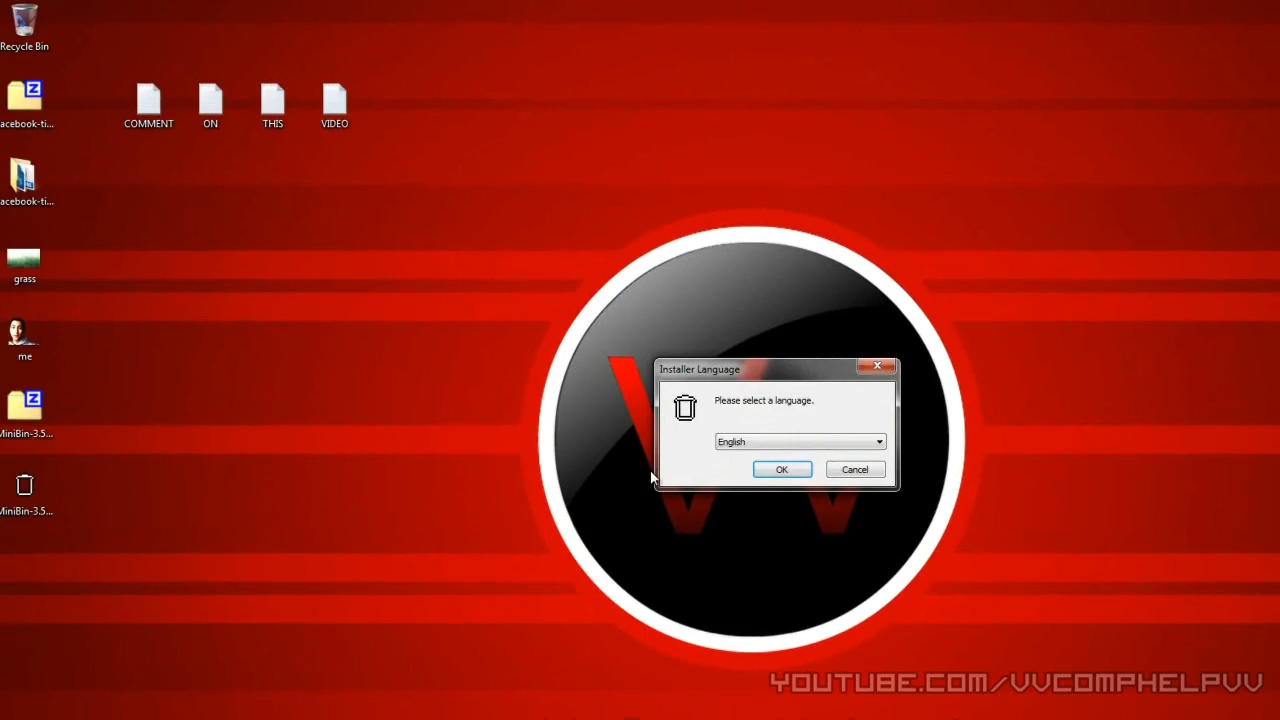 Recycle Bin
acebook-ti...
COMMENT
ON
THIS
VIDEO
acebook-ti...
grass
me
MiniBin-3.5...
MiniBin-3.5...
Installer Language
Please select a language.
English
OK
Cancel
YOUTUBE.COM/VVCOMPHELPVV